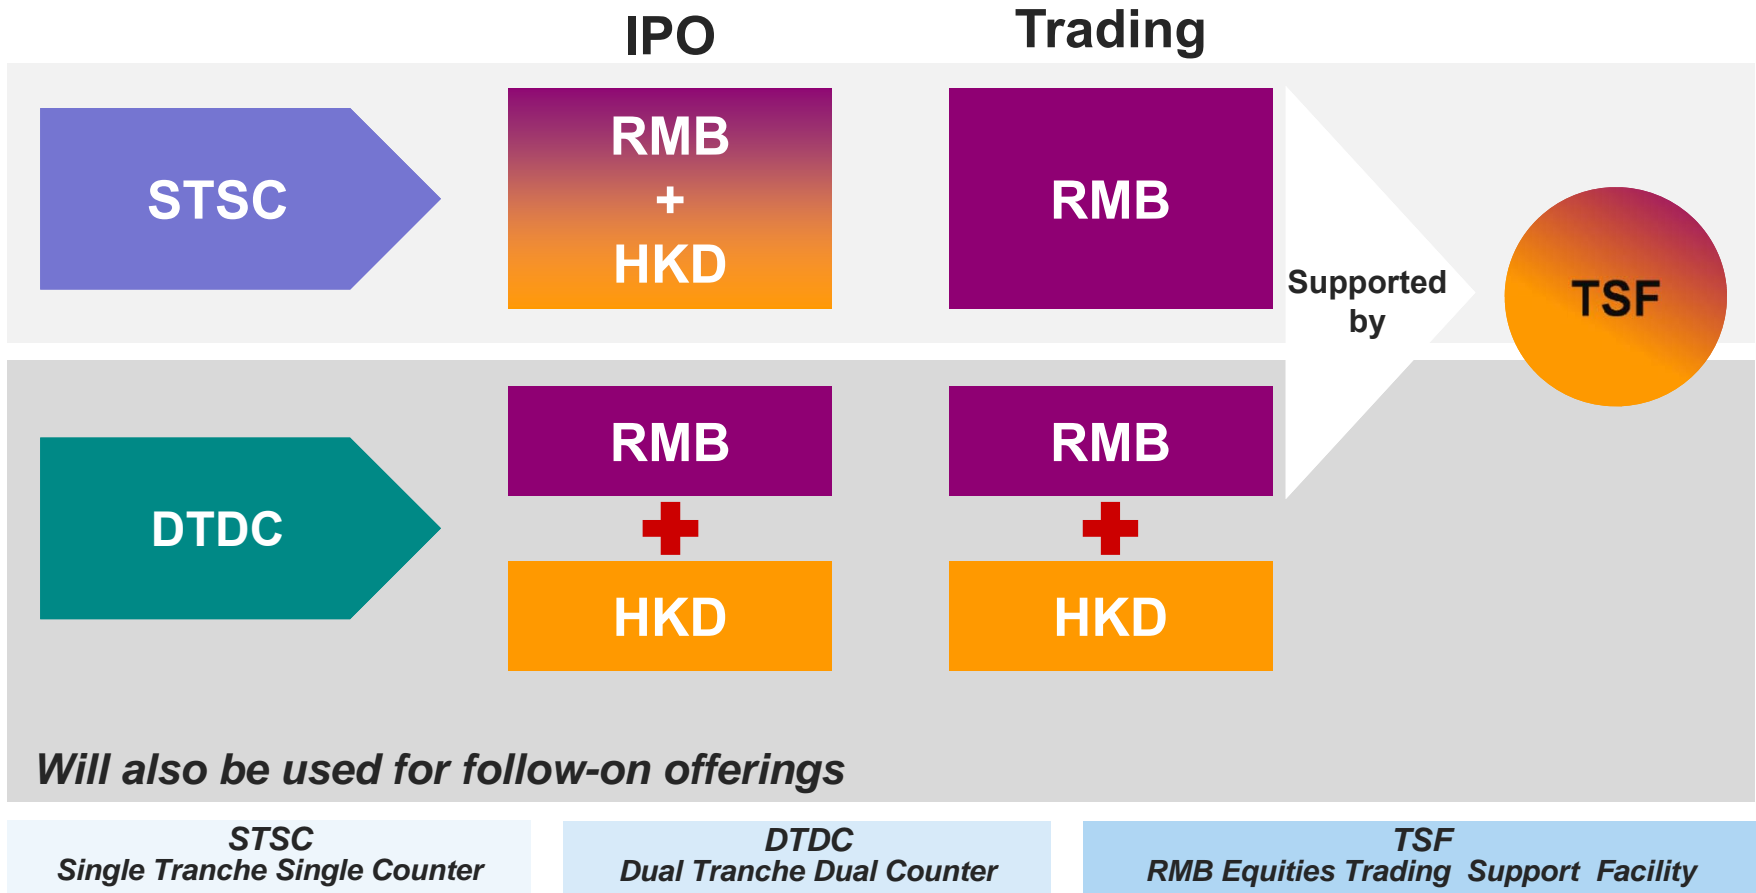 IPO
Trading
STSC
RMB
+
HKD
RMB
Supported
by
TSF
DTDC
RMB
HKD
RMB
HKD
Will also be used for follow-on offerings
STSC
Single Tranche Single Counter
DTDC
Dual Tranche Dual Counter
TSF
RMB Equities Trading Support Facility